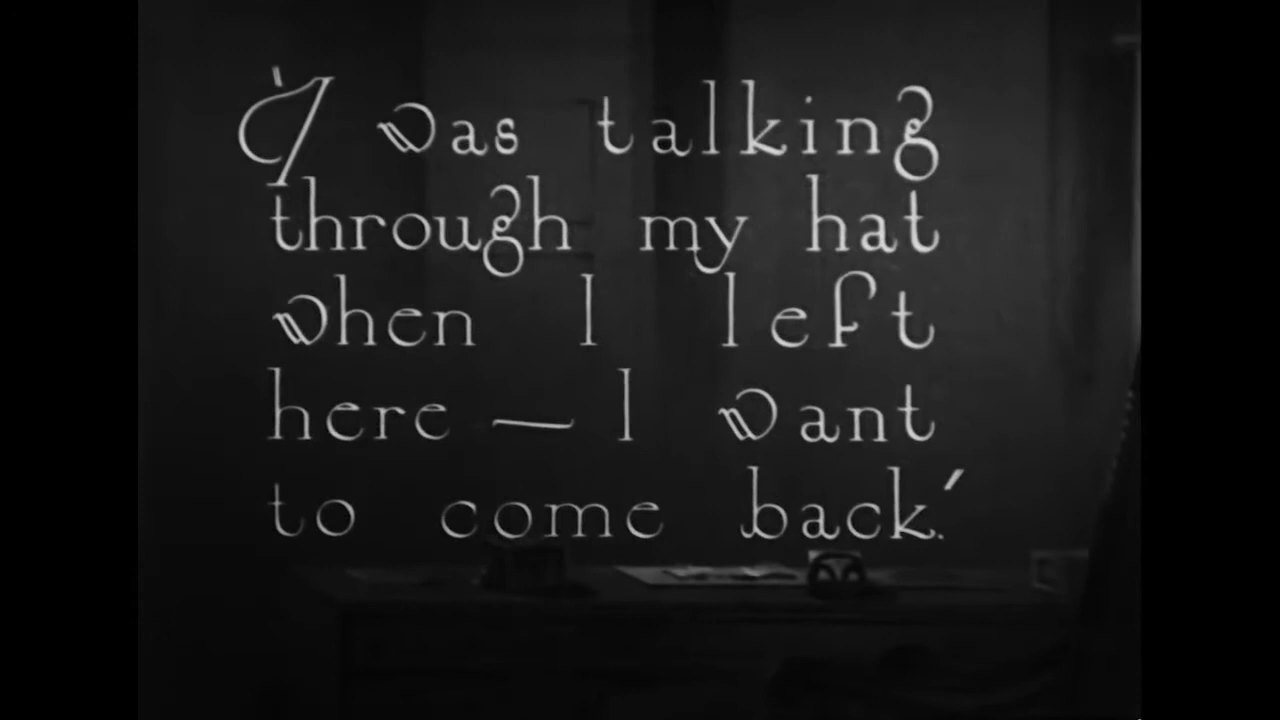 'I was talking
through my hat
when I left
here — I want
to come back.'